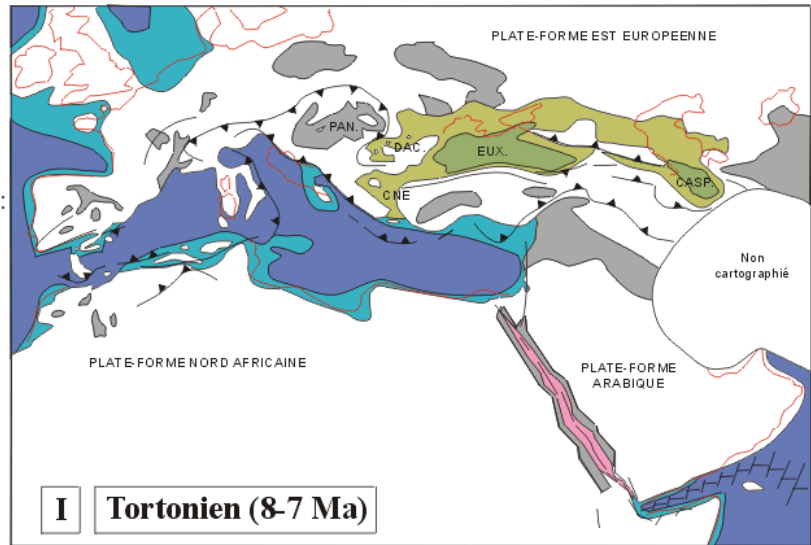 PLATE-FORME EST EUROPEENNE
PAN.
DAC.
EUX.
CASP.
CNE
:
Non
cartographié
PLATE-FORME NORD AFRICAINE
PLATE-FORME
ARABIQUE
I Tortonien (8-7 Ma)